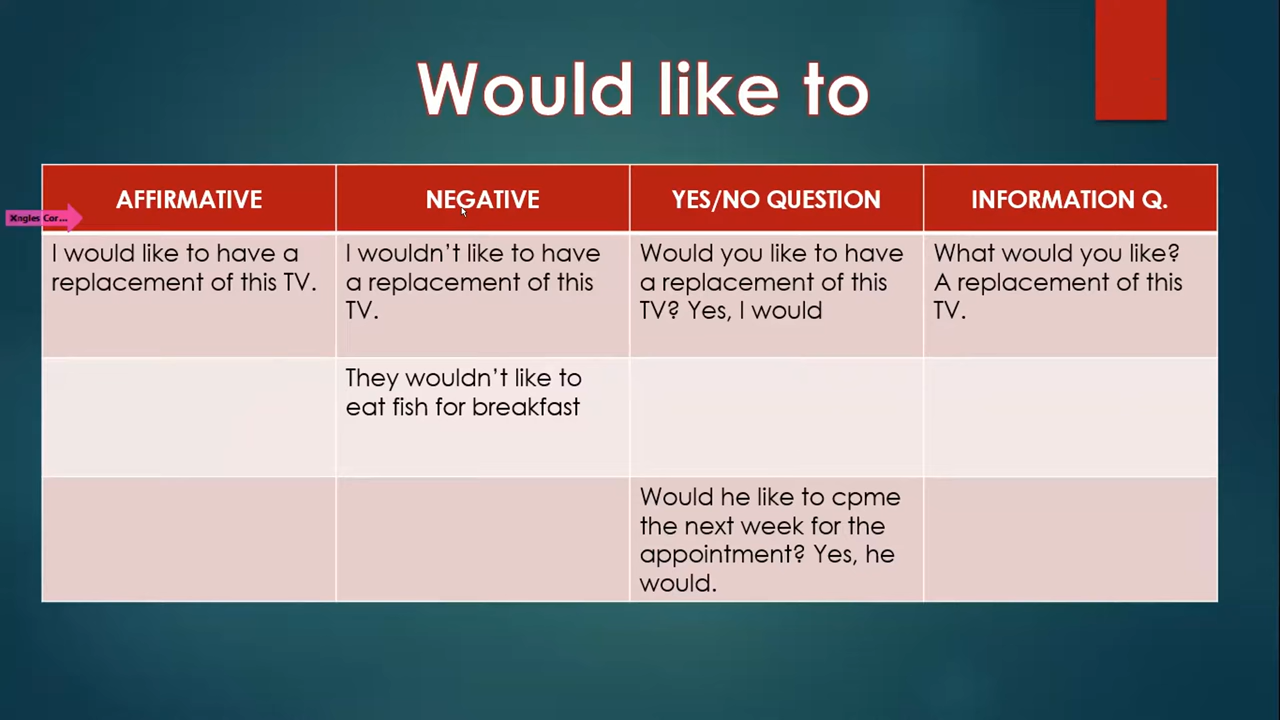 Would like to
AFFIRMATIVE
NEGATIVE
YES/NO QUESTION
INFORMATION Q.
Xngles Cor...
I would like to have a
replacement of this TV.
I wouldn’t like to have
a replacement of this
TV.
Would you like to have
a replacement of this
TV? Yes, I would
What would you like?
A replacement of this
TV.
They wouldn’t like to
eat fish for breakfast
Would he like to cpme
the next week for the
appointment? Yes, he
would.